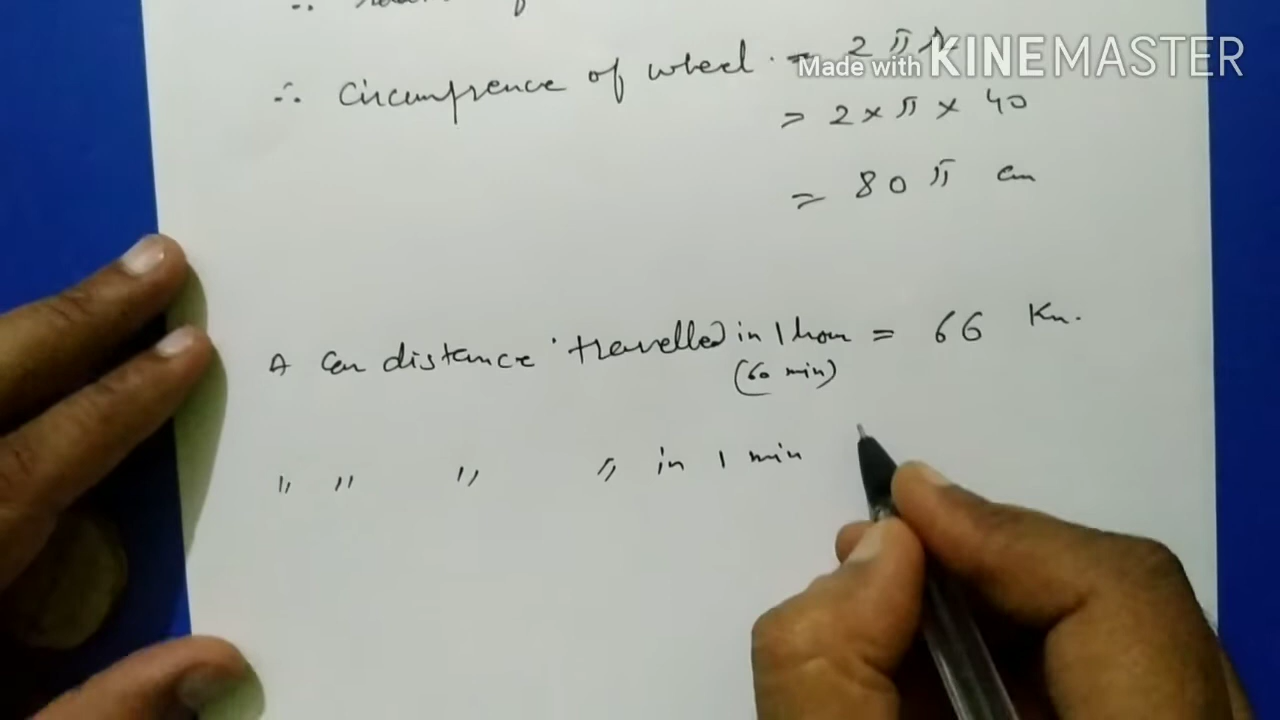 ∴
∴ Circumfrence of wheel = 2πr
Made with KINEMASTER
= 2 × π × 40
= 80 π cm
A Car distance travelled in 1 hour = 66 Km.
(60 min)
" " " " in 1 min